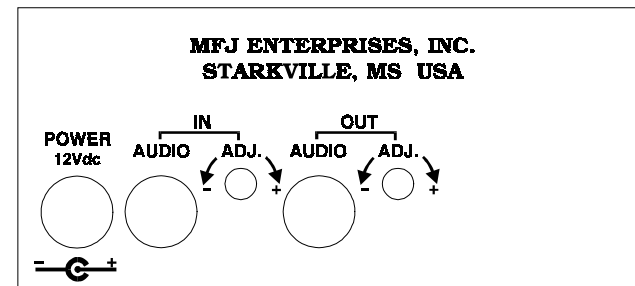 MFJ ENTERPRISES, INC.
STARKVILLE, MS USA
IN
OUT
POWER
12Vdc
AUDIO
ADJ.
AUDIO
ADJ.
- +
- +
- +